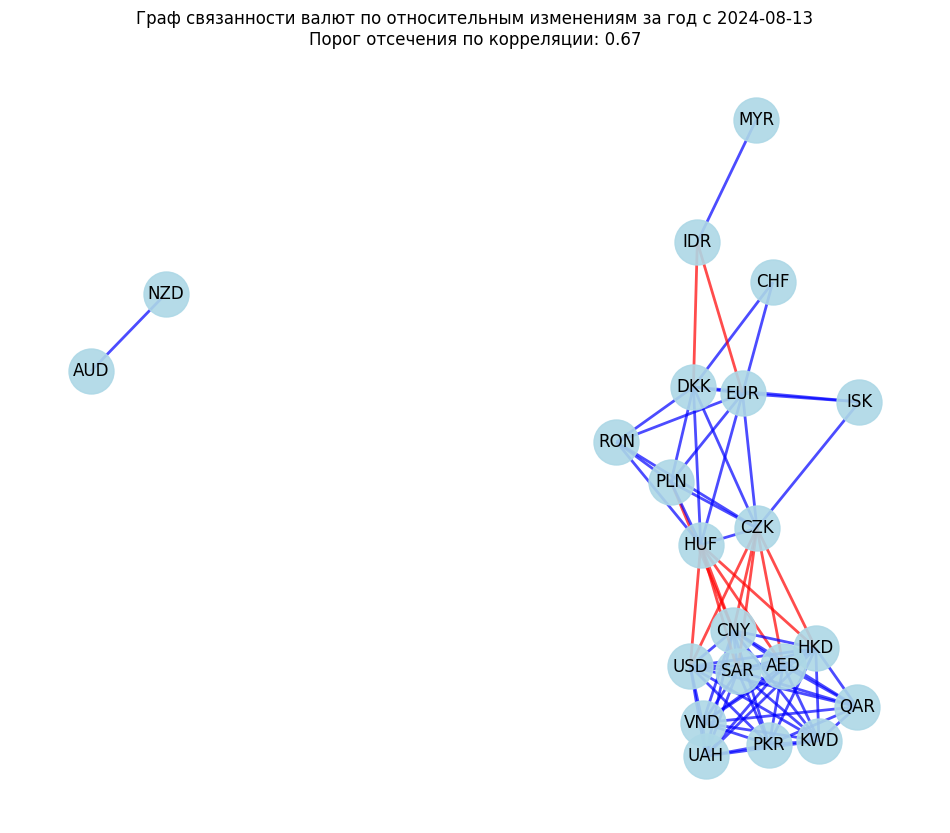 Граф связанности валют по относительным изменениям за год с 2024-08-13
Порог отсечения по корреляции: 0.67
MYR
IDR
CHF
NZD
AUD
DKK
EUR
ISK
RON
PLN
CZK
HUF
CNY
HKD
USD
SAR
AED
QAR
VND
PKR
KWD
UAH